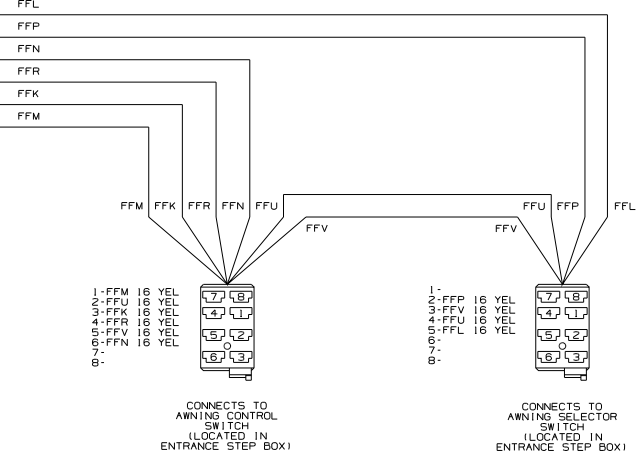 FFL
FFP
FFN
FFR
FFK
FFM
FFM FFK FFR FFN FFU FFU FFP FFL
FFV FFV
1-FFM 16 YEL
2-FFU 16 YEL
3-FFK 16 YEL
4-FFR 16 YEL
5-FFV 16 YEL
6-FFN 16 YEL
7-
8-
7 8
4 1
5 2
6 3
CONNECTS TO
AWNING CONTROL
SWITCH
(LOCATED IN
ENTRANCE STEP BOX)
1-
2-FFP 16 YEL
3-FFV 16 YEL
4-FFU 16 YEL
5-FFL 16 YEL
6-
7-
8-
7 8
4 1
5 2
6 3
CONNECTS TO
AWNING SELECTOR
SWITCH
(LOCATED IN
ENTRANCE STEP BOX)